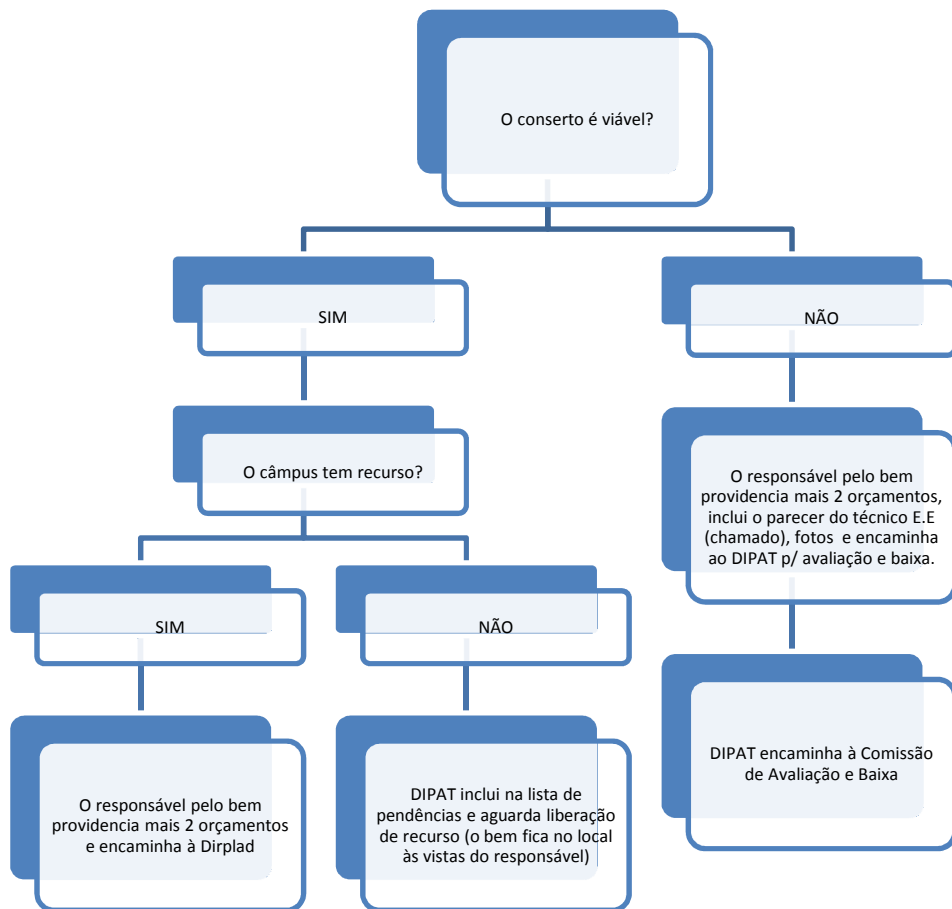 O conserto é viável?
SIM
NÃO
O câmpus tem recurso?
O responsável pelo bem
providencia mais 2 orçamentos,
inclui o parecer do técnico E.E
(chamado), fotos e encaminha
ao DIPAT p/ avaliação e baixa.
SIM
NÃO
DIPAT encaminha à Comissão
de Avaliação e Baixa
O responsável pelo bem
providencia mais 2 orçamentos
e encaminha à Dirplad
DIPAT inclui na lista de
pendências e aguarda liberação
de recurso (o bem fica no local
às vistas do responsável)